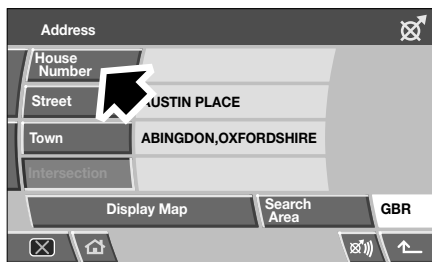 Address
House
Number
Street AUSTIN PLACE
Town ABINGDON,OXFORDSHIRE
Intersection
Display Map Search
Area GBR